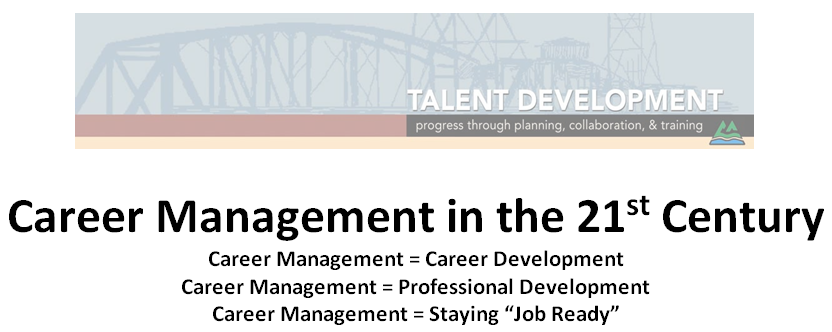 TALENT DEVELOPMENT
progress through planning, collaboration, & training
Career Management in the 21st Century
Career Management = Career Development
Career Management = Professional Development
Career Management = Staying “Job Ready”